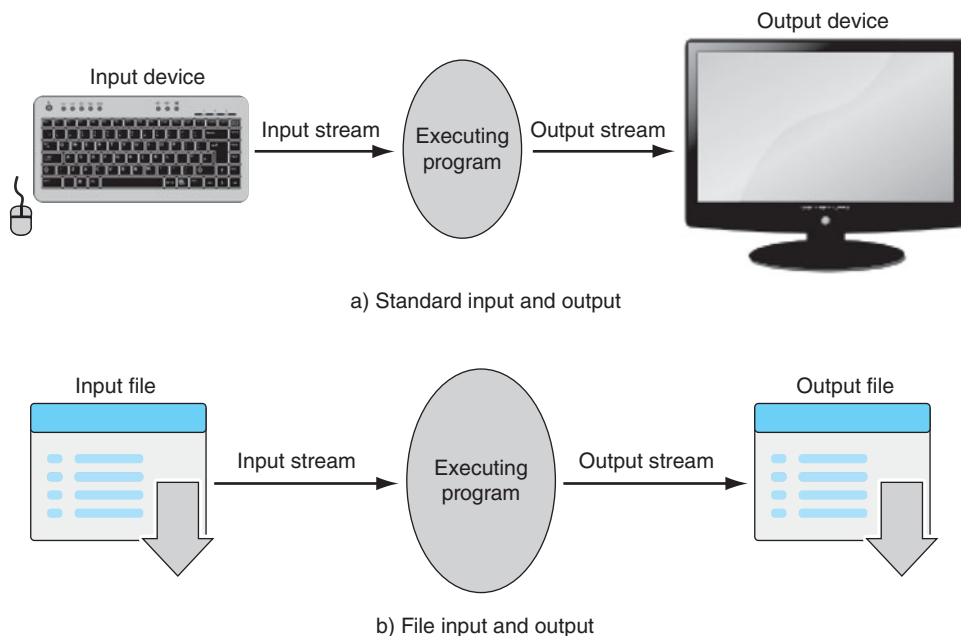 Output device
Input device
Input stream
Executing
program
Output stream
a) Standard input and output
Input file
Output file
Input stream
Executing
program
Output stream
b) File input and output